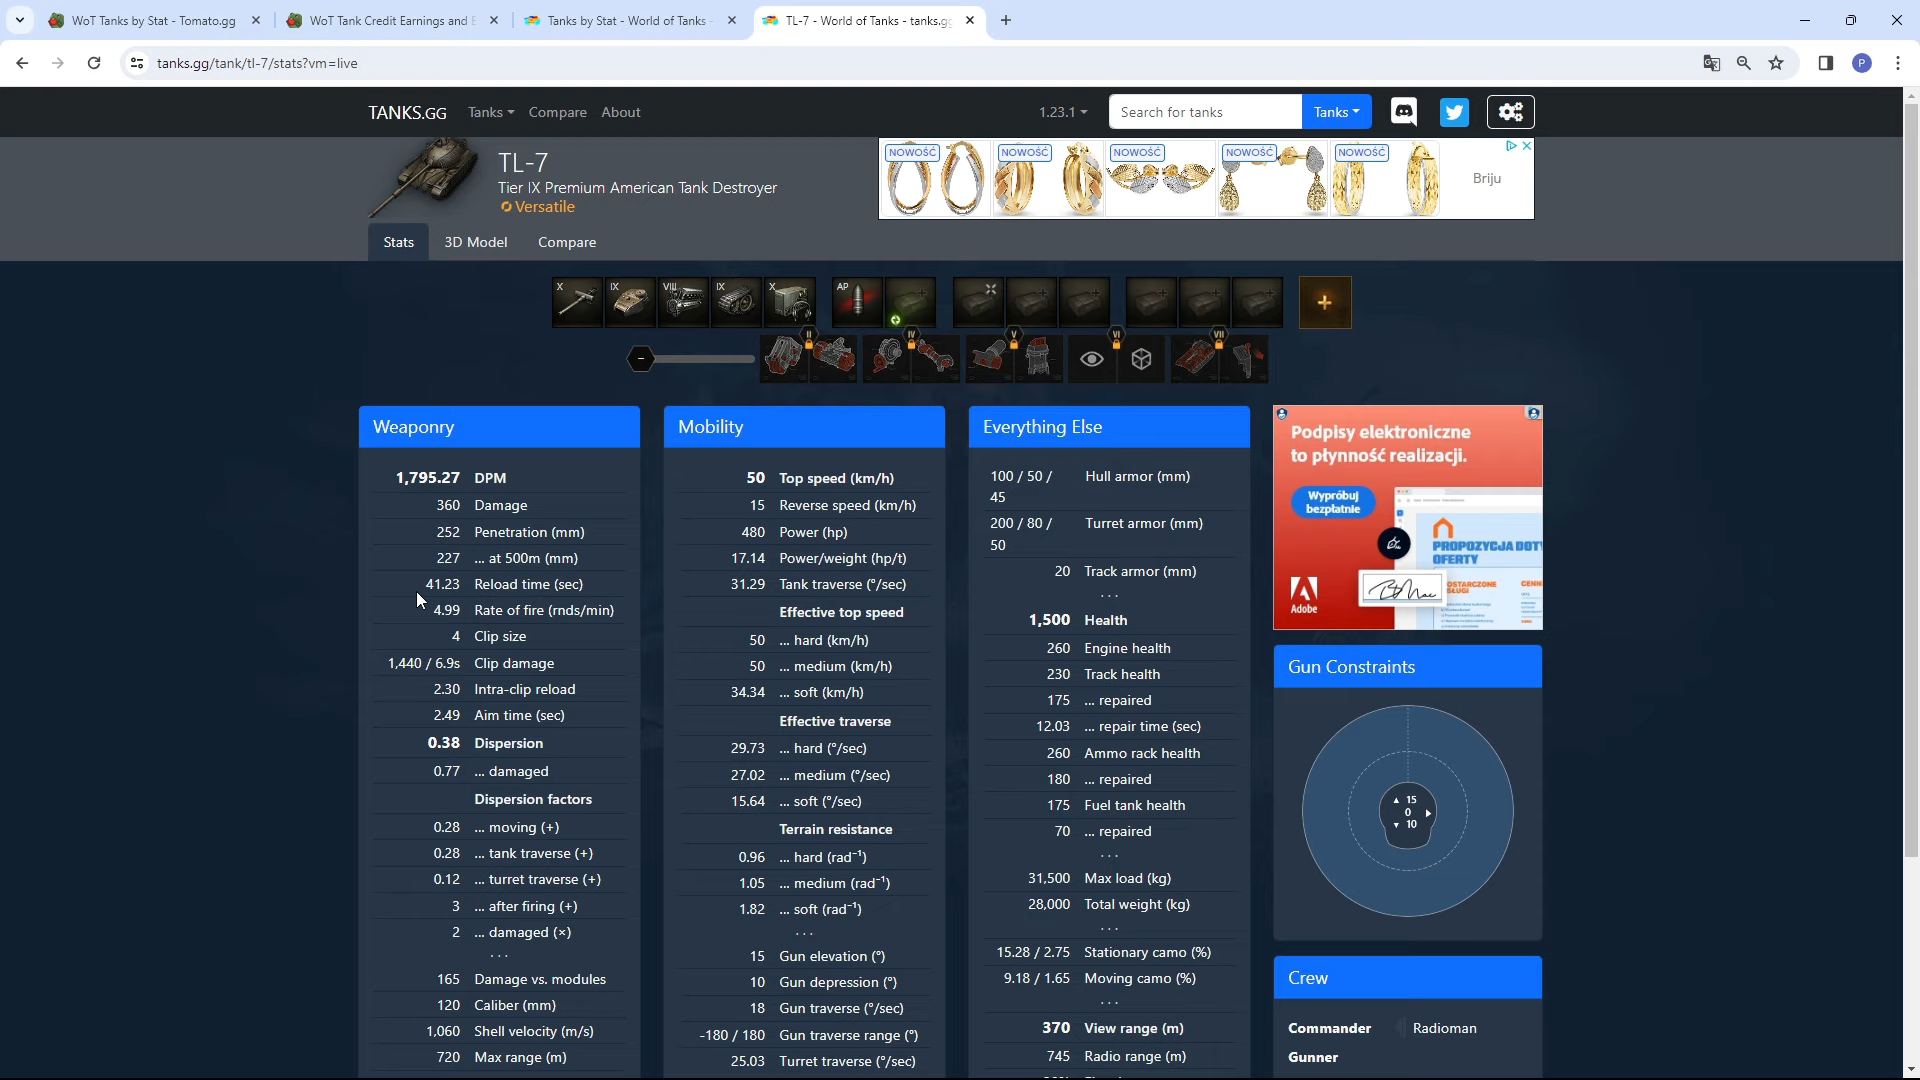 WoT Tanks by Stat - Tomato.gg
WoT Tank Credit Earnings and E
Tanks by Stat - World of Tanks -
TL-7 - World of Tanks - tanks.gg
tanks.gg/tank/tl-7/stats?vm=live
P
TANKS.GG
Tanks
Compare
About
1.23.1
Search for tanks
Tanks
TL-7
Tier IX Premium American Tank Destroyer
Versatile
NOWOŚĆ
NOWOŚĆ
NOWOŚĆ
NOWOŚĆ
NOWOŚĆ
Briju
Stats
3D Model
Compare
X
IX
VIII
IX
X
AP
II
IV
V
VI
VII
Weaponry
1,795.27 DPM
360 Damage
252 Penetration (mm)
227 ... at 500m (mm)
41.23 Reload time (sec)
4.99 Rate of fire (rnds/min)
4 Clip size
1,440 / 6.9s Clip damage
2.30 Intra-clip reload
2.49 Aim time (sec)
0.38 Dispersion
0.77 ... damaged
Dispersion factors
0.28 ... moving (+)
0.28 ... tank traverse (+)
0.12 ... turret traverse (+)
3 ... after firing (+)
2 ... damaged (×)
...
165 Damage vs. modules
120 Caliber (mm)
1,060 Shell velocity (m/s)
720 Max range (m)
Mobility
50 Top speed (km/h)
15 Reverse speed (km/h)
480 Power (hp)
17.14 Power/weight (hp/t)
31.29 Tank traverse (°/sec)
Effective top speed
50 ... hard (km/h)
50 ... medium (km/h)
34.34 ... soft (km/h)
Effective traverse
29.73 ... hard (°/sec)
27.02 ... medium (°/sec)
15.64 ... soft (°/sec)
Terrain resistance
0.96 ... hard (rad⁻¹)
1.05 ... medium (rad⁻¹)
1.82 ... soft (rad⁻¹)
...
15 Gun elevation (°)
10 Gun depression (°)
18 Gun traverse (°/sec)
-180 / 180 Gun traverse range (°)
25.03 Turret traverse (°/sec)
Everything Else
100 / 50 / Hull armor (mm)
45
200 / 80 / Turret armor (mm)
50
20 Track armor (mm)
...
1,500 Health
260 Engine health
230 Track health
175 ... repaired
12.03 ... repair time (sec)
260 Ammo rack health
180 ... repaired
175 Fuel tank health
70 ... repaired
...
31,500 Max load (kg)
28,000 Total weight (kg)
...
15.28 / 2.75 Stationary camo (%)
9.18 / 1.65 Moving camo (%)
...
370 View range (m)
745 Radio range (m)
Podpisy elektroniczne
to płynność realizacji.
Wypróbuj
bezpłatnie
PROPOZYCJA DOTY
OFERTY
Adobe
Gun Constraints
15
0
10
Crew
Commander Radioman
Gunner